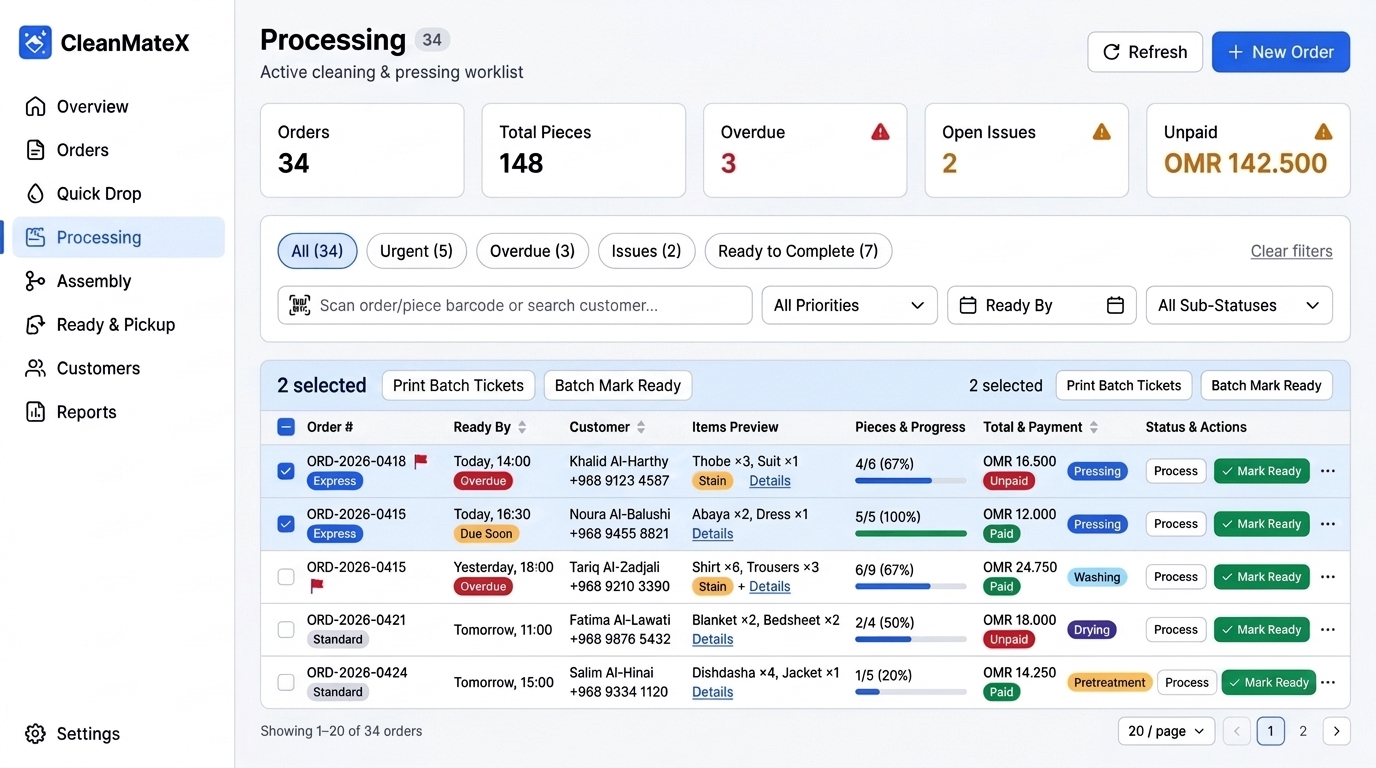 CleanMateX
Overview
Orders
Quick Drop
Processing
Assembly
Ready & Pickup
Customers
Reports
Settings
Processing 34
Active cleaning & pressing worklist
Refresh
+ New Order
Orders
34
Total Pieces
148
Overdue
3
Open Issues
2
Unpaid
OMR 142.500
All (34) Urgent (5) Overdue (3) Issues (2) Ready to Complete (7) Clear filters
Scan order/piece barcode or search customer... All Priorities Ready By All Sub-Statuses
2 selected Print Batch Tickets Batch Mark Ready 2 selected Print Batch Tickets Batch Mark Ready
Order # Ready By Customer Items Preview Pieces & Progress Total & Payment Status & Actions
ORD-2026-0418 Today, 14:00 Khalid Al-Harthy Thobe ×3, Suit ×1 4/6 (67%) OMR 16.500 Pressing Process ✓ Mark Ready ...
Express Overdue +968 9123 4587 Stain Details Unpaid
ORD-2026-0415 Today, 16:30 Noura Al-Balushi Abaya ×2, Dress ×1 5/5 (100%) OMR 12.000 Pressing Process ✓ Mark Ready ...
Express Due Soon +968 9455 8821 Details Paid
ORD-2026-0415 Yesterday, 18:00 Tariq Al-Zadjali Shirt ×6, Trousers ×3 6/9 (67%) OMR 24.750 Washing Process ✓ Mark Ready ...
Overdue +968 9210 3390 Stain + Details Paid
ORD-2026-0421 Tomorrow, 11:00 Fatima Al-Lawati Blanket ×2, Bedsheet ×2 2/4 (50%) OMR 18.000 Drying Process ✓ Mark Ready ...
Standard +968 9876 5432 Details Unpaid
ORD-2026-0424 Tomorrow, 15:00 Salim Al-Hinai Dishdasha ×4, Jacket ×1 1/5 (20%) OMR 14.250 Pretreatment Process ✓ Mark Ready ...
Standard +968 9334 1120 Details Paid
Showing 1–20 of 34 orders 20 / page 1 2